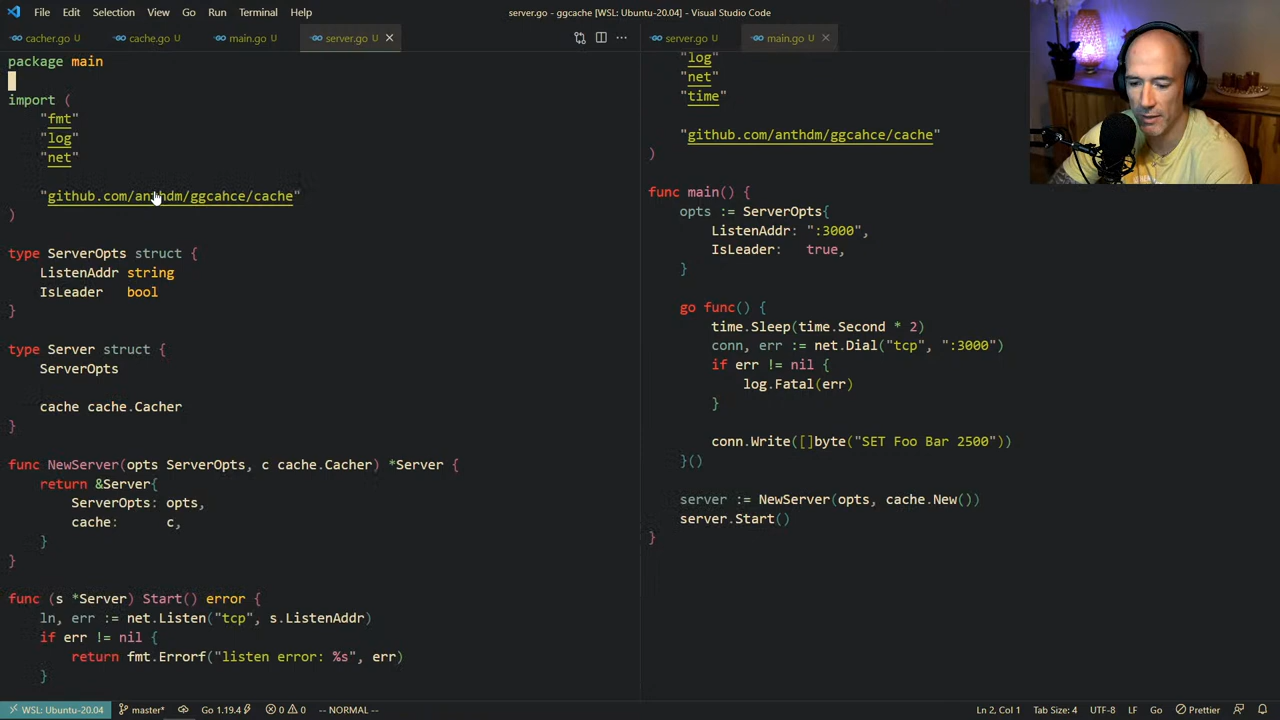 File Edit Selection View Go Run Terminal Help
server.go - ggcache [WSL: Ubuntu-20.04] - Visual Studio Code
cacher.go U cache.go U main.go U server.go U
package main
import (
"fmt"
"log"
"net"
"github.com/anthdm/ggcahce/cache"
)
type ServerOpts struct {
ListenAddr string
IsLeader bool
}
type Server struct {
ServerOpts
cache cache.Cacher
}
func NewServer(opts ServerOpts, c cache.Cacher) *Server {
return &Server{
ServerOpts: opts,
cache: c,
}
}
func (s *Server) Start() error {
ln, err := net.Listen("tcp", s.ListenAddr)
if err != nil {
return fmt.Errorf("listen error: %s", err)
}
server.go U main.go U
"log"
"net"
"time"
"github.com/anthdm/ggcahce/cache"
)
func main() {
opts := ServerOpts{
ListenAddr: ":3000",
IsLeader: true,
}
go func() {
time.Sleep(time.Second * 2)
conn, err := net.Dial("tcp", ":3000")
if err != nil {
log.Fatal(err)
}
conn.Write([]byte("SET Foo Bar 2500"))
}()
server := NewServer(opts, cache.New())
server.Start()
}
WSL: Ubuntu-20.04 master* Go 1.19.4 0 0 -- NORMAL -- Ln 2, Col 1 Tab Size: 4 UTF-8 LF Go Prettier